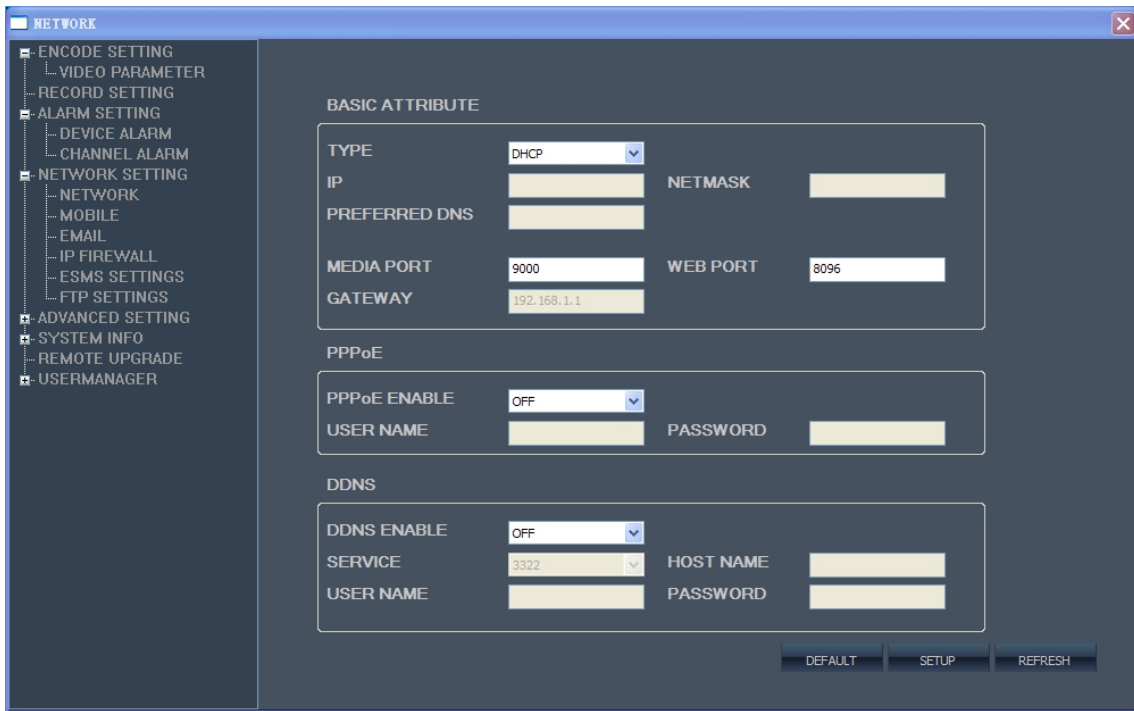 NETWORK
ENCODE SETTING
VIDEO PARAMETER
RECORD SETTING
ALARM SETTING
DEVICE ALARM
CHANNEL ALARM
NETWORK SETTING
NETWORK
MOBILE
EMAIL
IP FIREWALL
ESMS SETTINGS
FTP SETTINGS
ADVANCED SETTING
SYSTEM INFO
REMOTE UPGRADE
USERMANAGER
BASIC ATTRIBUTE
TYPE DHCP
IP NETMASK
PREFERRED DNS
MEDIA PORT 9000 WEB PORT 8096
GATEWAY 192.168.1.1
PPPoE
PPPoE ENABLE OFF
USER NAME PASSWORD
DDNS
DDNS ENABLE OFF
SERVICE 3322 HOST NAME
USER NAME PASSWORD
DEFAULT SETUP REFRESH